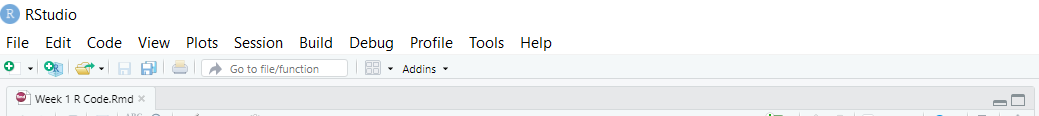 RStudio
File Edit Code View Plots Session Build Debug Profile Tools Help
Go to file/function Addins
Week 1 R Code.Rmd